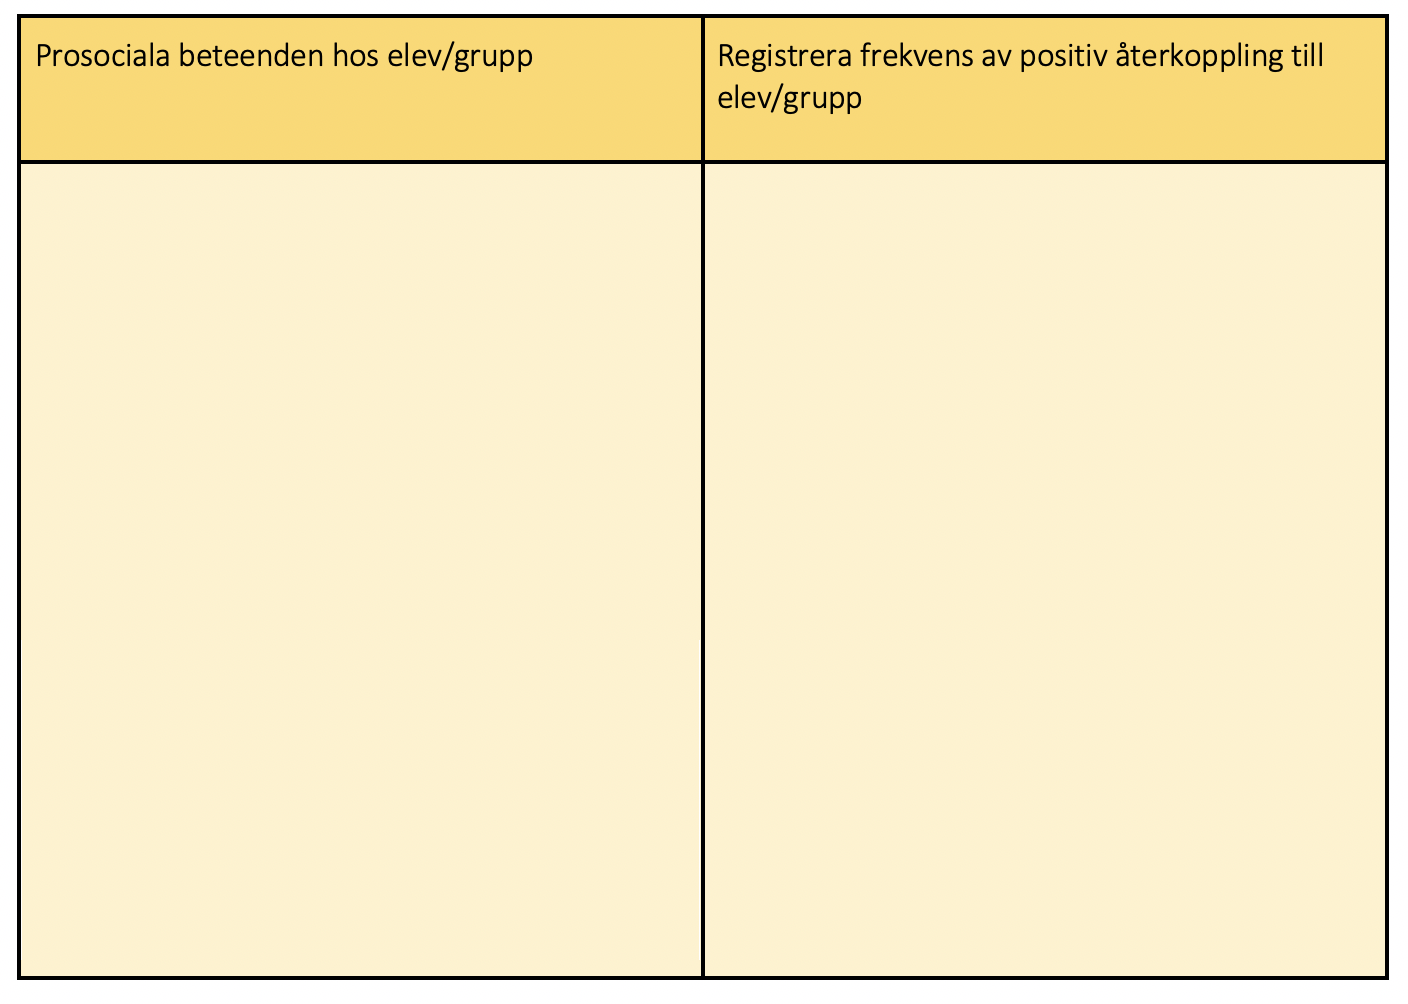 Prosociala beteenden hos elev/grupp
Registrera frekvens av positiv återkoppling till
elev/grupp